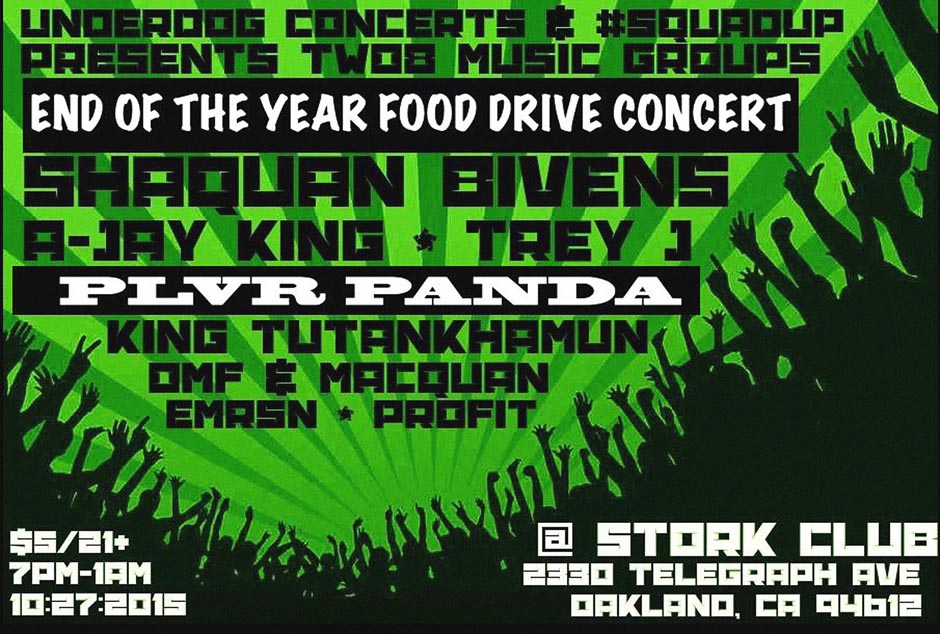 UNDERDOG CONCERTS & #SQUADUP
PRESENTS TWO8 MUSIC GROUPS
END OF THE YEAR FOOD DRIVE CONCERT
SHAQUAN BIVENS
A-JAY KING * TREY J
PLVR PANDA
KING TUTANKHAMUN
OMF & MACQUAN
EMRSN * PROFIT
$5/21+
7PM-1AM
10:27:2015
@ STORK CLUB
2330 TELEGRAPH AVE
OAKLAND, CA 94612